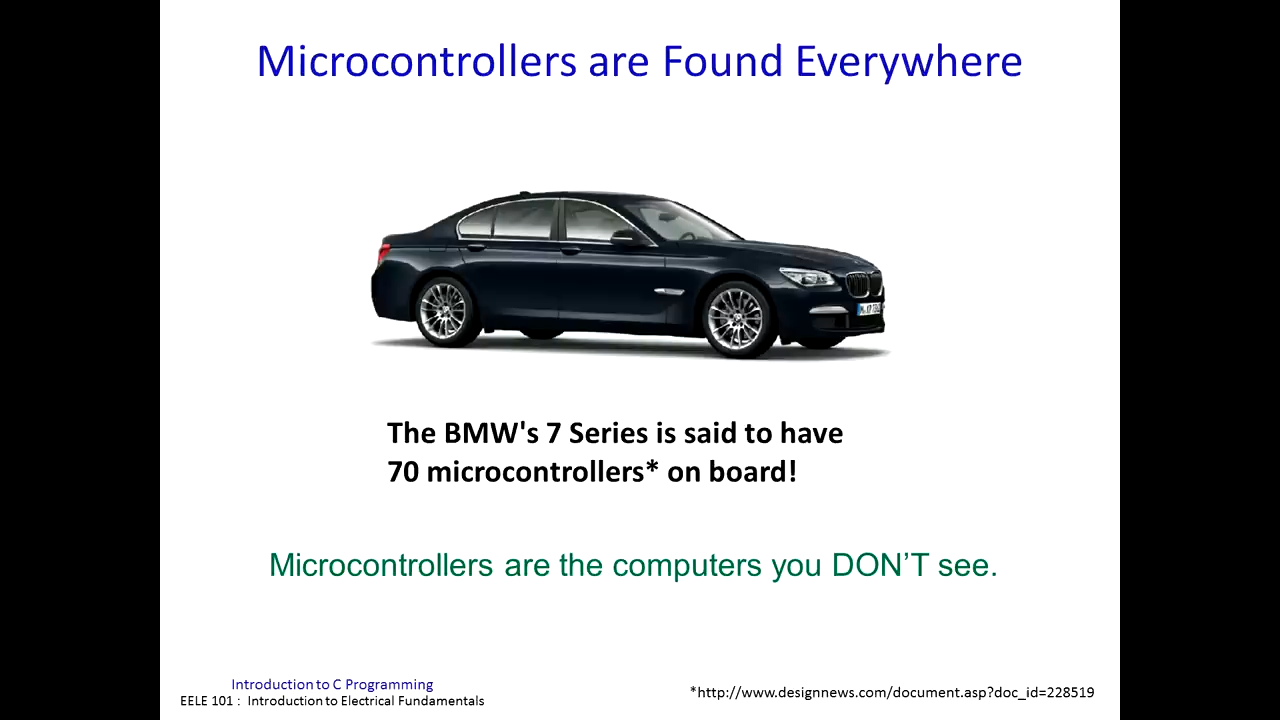 Microcontrollers are Found Everywhere
The BMW's 7 Series is said to have
70 microcontrollers* on board!
Microcontrollers are the computers you DON’T see.
Introduction to C Programming
EELE 101 : Introduction to Electrical Fundamentals
*http://www.designnews.com/document.asp?doc_id=228519